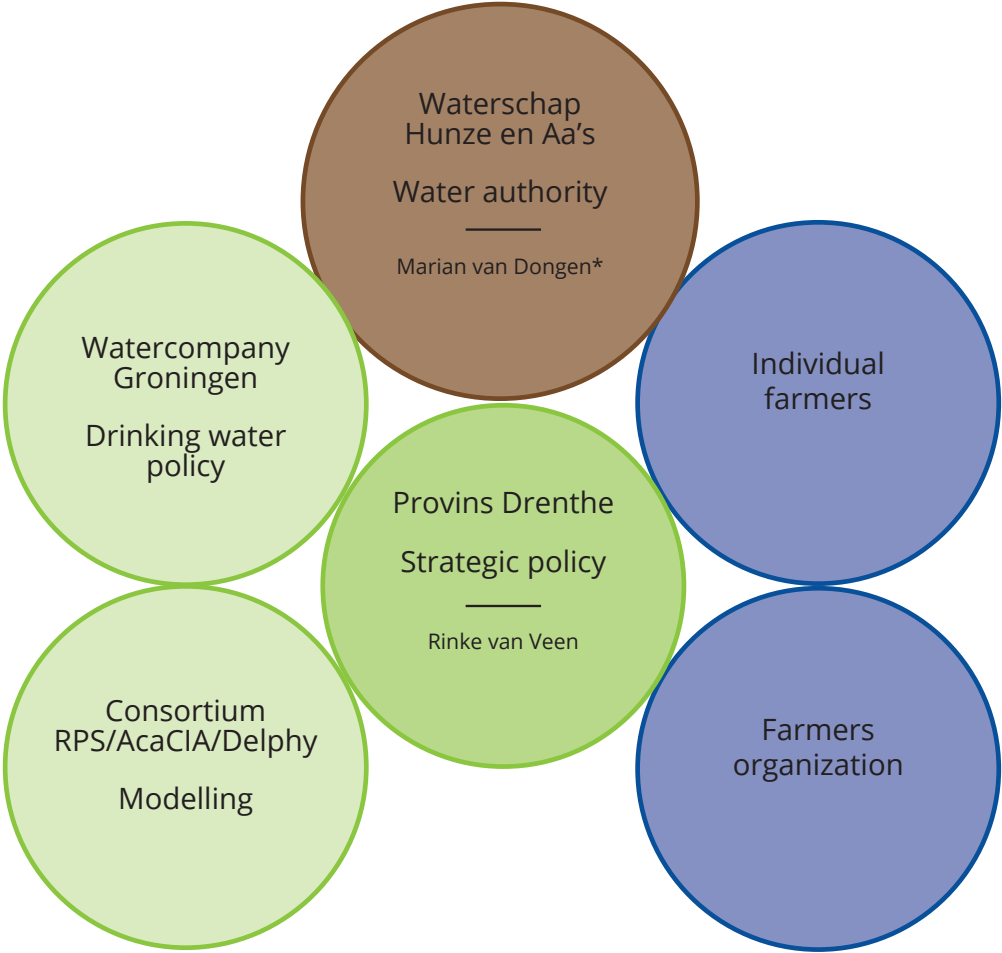 Waterschap
Hunze en Aa’s
Water authority
Marian van Dongen*
Watercompany
Groningen
Drinking water
policy
Individual
farmers
Provins Drenthe
Strategic policy
Rinke van Veen
Consortium
RPS/AcaCIA/Delphy
Modelling
Farmers
organization